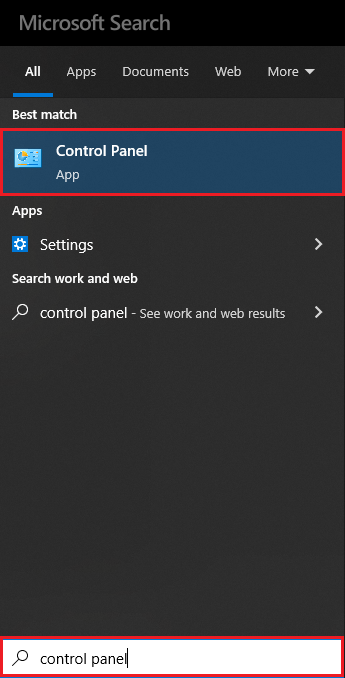 Microsoft Search
All Apps Documents Web More
Best match
Control Panel
App
Apps
Settings
Search work and web
control panel - See work and web results
control panel